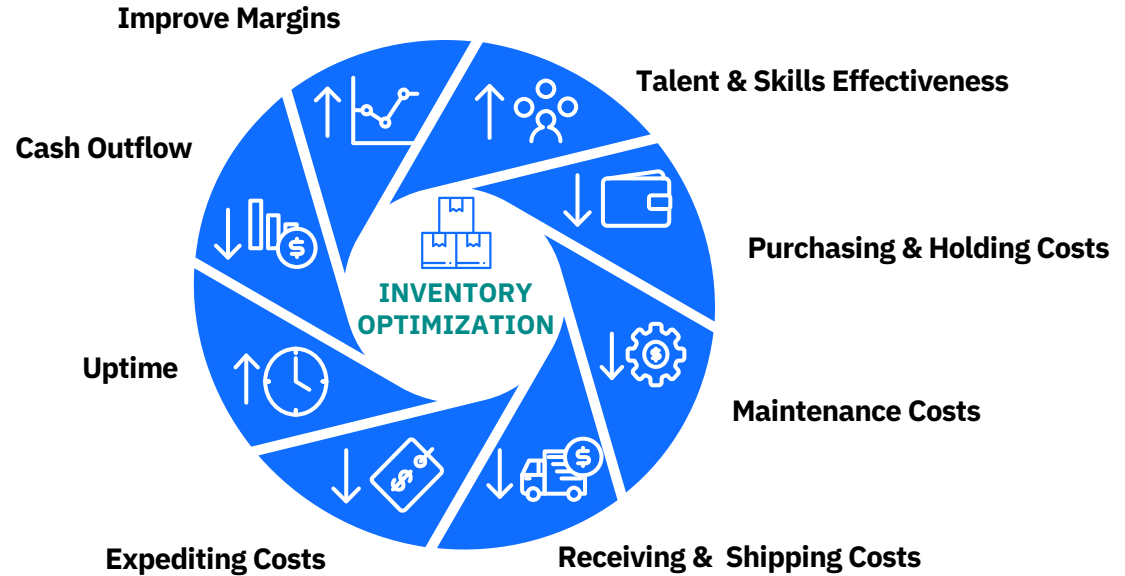 Improve Margins
Talent & Skills Effectiveness
Cash Outflow
Purchasing & Holding Costs
INVENTORY
OPTIMIZATION
Uptime
Maintenance Costs
Expediting Costs
Receiving & Shipping Costs
$
$
$
$